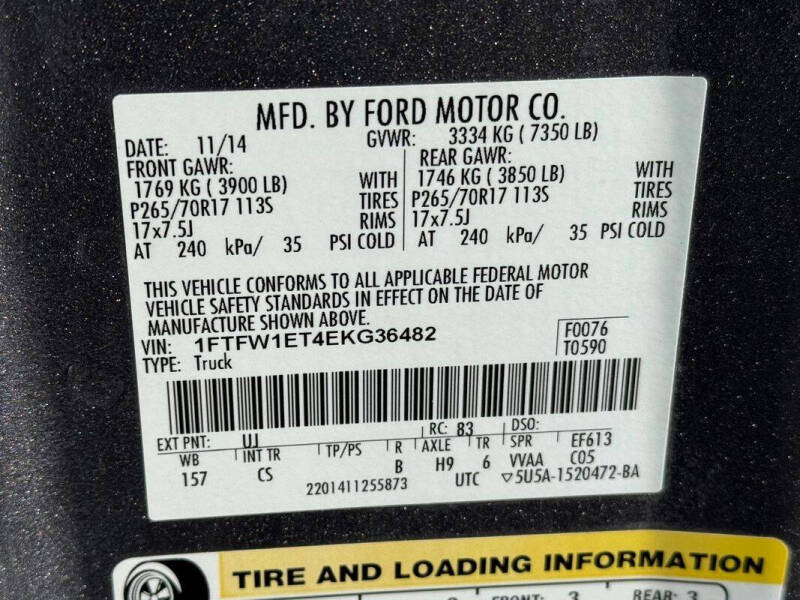 MFD. BY FORD MOTOR CO.
DATE: 11/14 GVWR: 3334 KG ( 7350 LB)
FRONT GAWR: REAR GAWR:
1769 KG ( 3900 LB) WITH 1746 KG ( 3850 LB) WITH
P265/70R17 113S TIRES P265/70R17 113S TIRES
17x7.5J RIMS 17x7.5J RIMS
AT 240 kPa/ 35 PSI COLD AT 240 kPa/ 35 PSI COLD
THIS VEHICLE CONFORMS TO ALL APPLICABLE FEDERAL MOTOR
VEHICLE SAFETY STANDARDS IN EFFECT ON THE DATE OF
MANUFACTURE SHOWN ABOVE.
VIN: 1FTFW1ET4EKG36482 F0076
TYPE: Truck T0590
EXT PNT: UJ RC: 83 DSO:
WB INT TR TP/PS R AXLE TR SPR EF613
157 CS B H9 6 VVAA C05
2201411255873 UTC ▽5U5A-1520472-BA
TIRE AND LOADING INFORMATION
FRONT: 3 REAR: 3